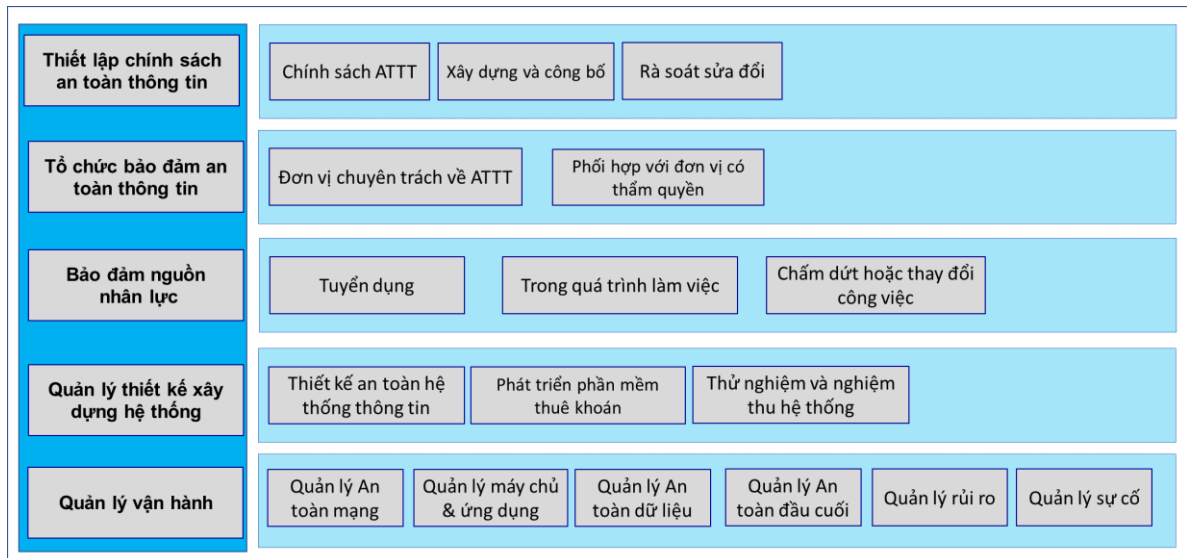 Thiết lập chính sách
an toàn thông tin
Chính sách ATTT
Xây dựng và công bố
Rà soát sửa đổi
Tổ chức bảo đảm an
toàn thông tin
Đơn vị chuyên trách về ATTT
Phối hợp với đơn vị có
thẩm quyền
Bảo đảm nguồn
nhân lực
Tuyển dụng
Trong quá trình làm việc
Chấm dứt hoặc thay đổi
công việc
Quản lý thiết kế xây
dựng hệ thống
Thiết kế an toàn hệ
thống thông tin
Phát triển phần mềm
thuê khoán
Thử nghiệm và nghiệm
thu hệ thống
Quản lý vận hành
Quản lý An
toàn mạng
Quản lý máy chủ
& ứng dụng
Quản lý An
toàn dữ liệu
Quản lý An
toàn đầu cuối
Quản lý rủi ro
Quản lý sự cố